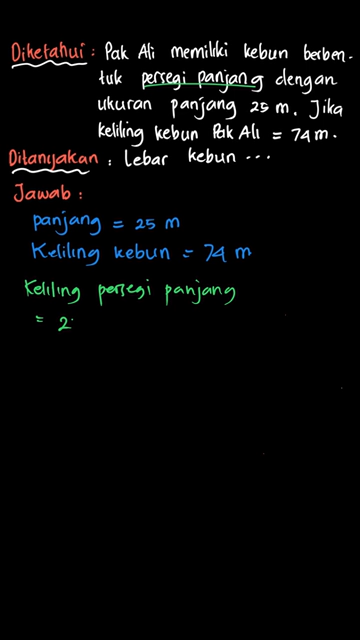 Diketahui : Pak Ali memiliki kebun berben-
tuk persegi panjang dengan
ukuran panjang 25 m. Jika
keliling kebun Pak Ali = 74 m.
Ditanyakan : Lebar kebun ...
Jawab :
panjang = 25 m
Keliling kebun = 74 m
Keliling persegi panjang
= 2